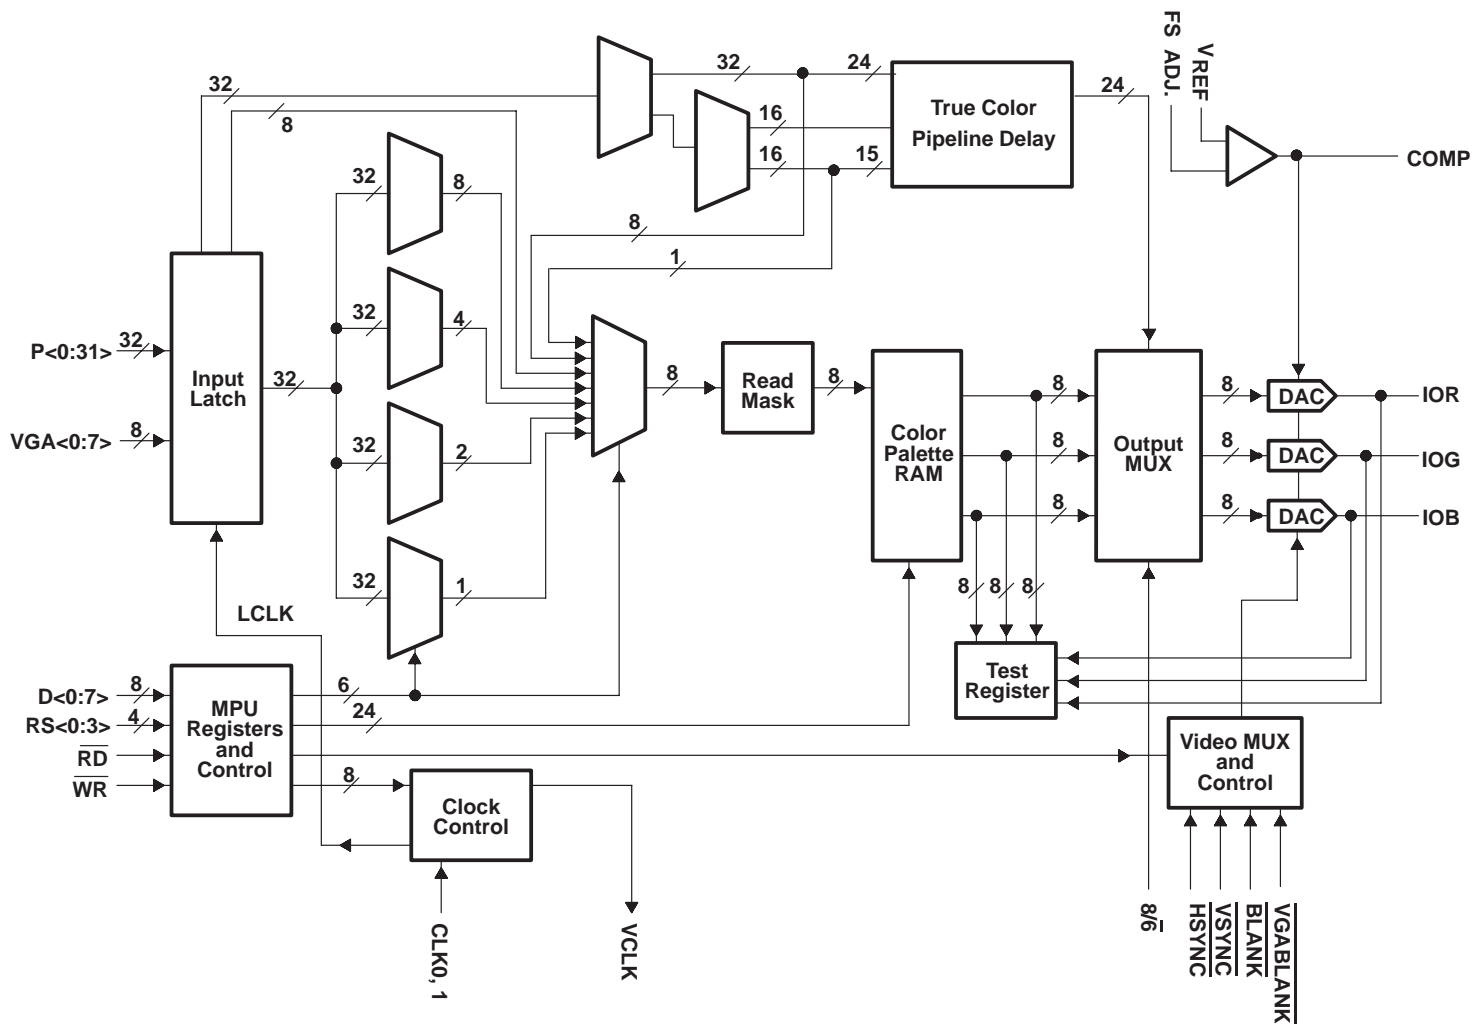 FS ADJ.
VREF
32
24
32
8
True Color
Pipeline Delay
24
16
16
15
COMP
32
8
8
1
32
4
P<0:31>
32
Input
Latch
32
8
Read
Mask
8
Color
Palette
RAM
8
8
8
Output
MUX
8
8
8
DAC
DAC
DAC
IOR
IOG
IOB
VGA<0:7>
8
32
2
32
1
8
8
8
LCLK
Test
Register
D<0:7>
8
RS<0:3>
4
RD
WR
MPU
Registers
and
Control
6
24
8
Clock
Control
Video MUX
and
Control
CLK0, 1
VCLK
8/6
HSYNC
VSYNC
BLANK
VGABLANK